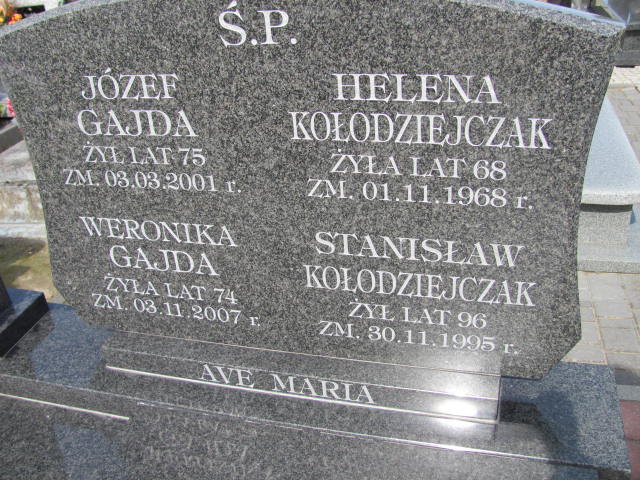 Ś.P.
JÓZEF
GAJDA
ŻYŁ LAT 75
ZM. 03.03.2001 r.
WERONIKA
GAJDA
ŻYŁA LAT 74
ZM. 03.11.2007 r.
HELENA
KOŁODZIEJCZAK
ŻYŁA LAT 68
ZM. 01.11.1968 r.
STANISŁAW
KOŁODZIEJCZAK
ŻYŁ LAT 96
ZM. 30.11.1995 r.
AVE MARIA